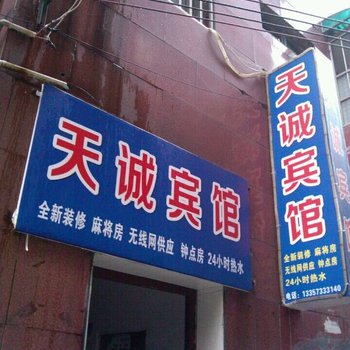 天诚宾馆
全新装修 麻将房 无线网供应 钟点房 24小时热水
天诚宾馆
全新装修 麻将房
无线网供应 钟点房
24小时热水
电话：13357333140